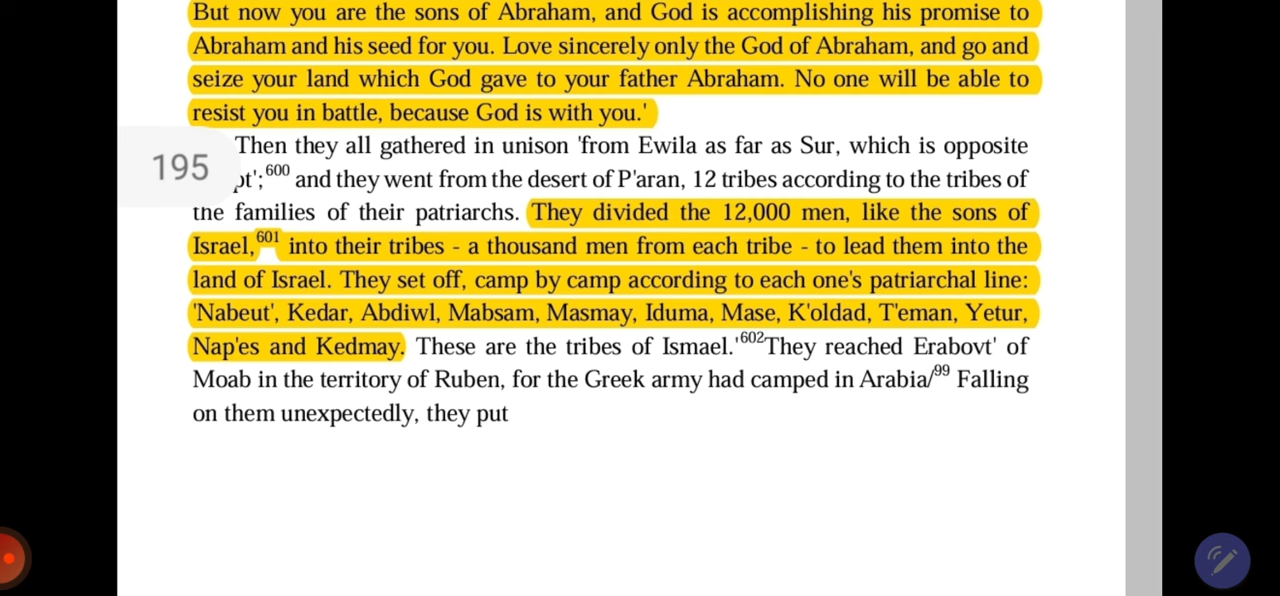 But now you are the sons of Abraham, and God is accomplishing his promise to
Abraham and his seed for you. Love sincerely only the God of Abraham, and go and
seize your land which God gave to your father Abraham. No one will be able to
resist you in battle, because God is with you.'
Then they all gathered in unison 'from Ewila as far as Sur, which is opposite
195
pt';600 and they went from the desert of P'aran, 12 tribes according to the tribes of
the families of their patriarchs. They divided the 12,000 men, like the sons of
Israel,601 into their tribes - a thousand men from each tribe - to lead them into the
land of Israel. They set off, camp by camp according to each one's patriarchal line:
'Nabeut', Kedar, Abdiwl, Mabsam, Masmay, Iduma, Mase, K'oldad, T'eman, Yetur,
Nap'es and Kedmay. These are the tribes of Ismael.'602They reached Erabovt' of
Moab in the territory of Ruben, for the Greek army had camped in Arabia/99 Falling
on them unexpectedly, they put